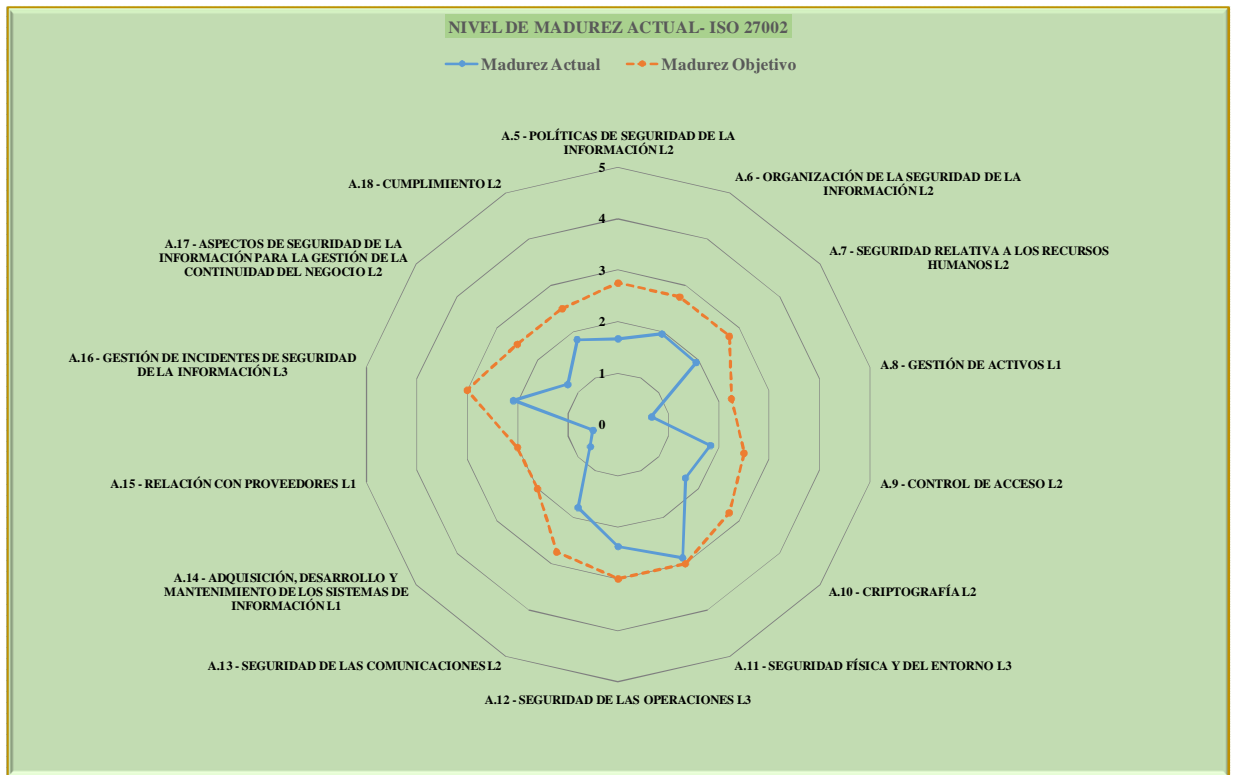 NIVEL DE MADUREZ ACTUAL- ISO 27002
Madurez Actual
Madurez Objetivo
A.5 - POLÍTICAS DE SEGURIDAD DE LA
INFORMACIÓN L2
A.6 - ORGANIZACIÓN DE LA SEGURIDAD DE LA
INFORMACIÓN L2
A.7 - SEGURIDAD RELATIVA A LOS RECURSOS
HUMANOS L2
A.8 - GESTIÓN DE ACTIVOS L1
A.9 - CONTROL DE ACCESO L2
A.10 - CRIPTOGRAFÍA L2
A.11 - SEGURIDAD FÍSICA Y DEL ENTORNO L3
A.12 - SEGURIDAD DE LAS OPERACIONES L3
A.13 - SEGURIDAD DE LAS COMUNICACIONES L2
A.14 - ADQUISICIÓN, DESARROLLO Y
MANTENIMIENTO DE LOS SISTEMAS DE
INFORMACIÓN L1
A.15 - RELACIÓN CON PROVEEDORES L1
A.16 - GESTIÓN DE INCIDENTES DE SEGURIDAD
DE LA INFORMACIÓN L3
A.17 - ASPECTOS DE SEGURIDAD DE LA
INFORMACIÓN PARA LA GESTIÓN DE LA
CONTINUIDAD DEL NEGOCIO L2
A.18 - CUMPLIMIENTO L2
5
4
3
2
1
0